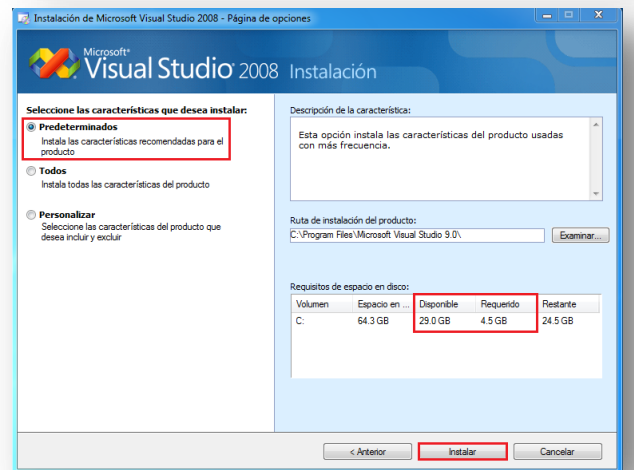 Instalación de Microsoft Visual Studio 2008 - Página de opciones
Microsoft®
Visual Studio® 2008 Instalación
Seleccione las características que desea instalar:
Predeterminados
Instala las características recomendadas para el
producto
Todos
Instala todas las características del producto
Personalizar
Seleccione las características del producto que
desea incluir y excluir
Descripción de la característica:
Esta opción instala las características del producto usadas
con más frecuencia.
Ruta de instalación del producto:
C:\Program Files\Microsoft Visual Studio 9.0\
Examinar...
Requisitos de espacio en disco:
Volumen Espacio en ... Disponible Requerido Restante
C: 64.3 GB 29.0 GB 4.5 GB 24.5 GB
< Anterior Instalar Cancelar